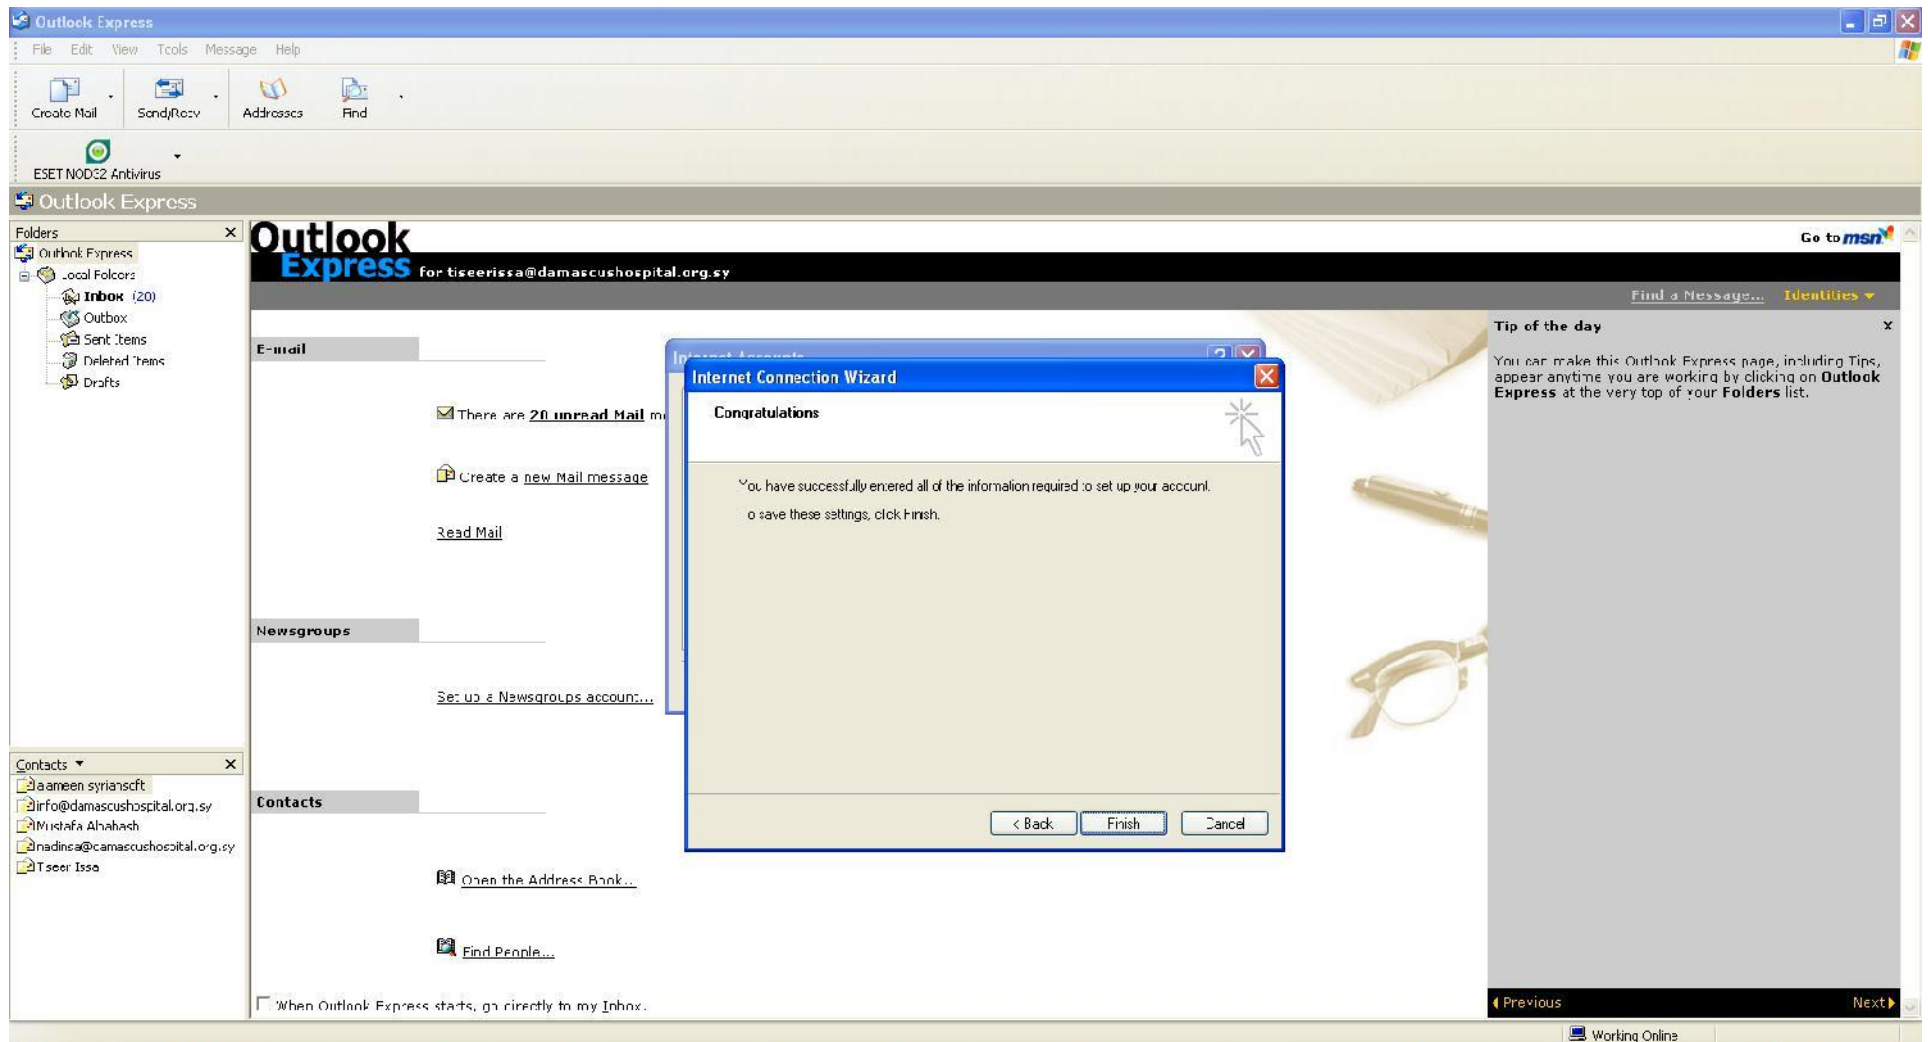 Outlook Express
File Edit View Tools Message Help
Create Mail Send/Recv Addresses Find
ESET NOD32 Antivirus
Outlook Express
Folders x
Outlook Express
Local Folders
Inbox (20)
Outbox
Sent Items
Deleted Items
Drafts
Contacts x
aameen syriansoft
info@damascushospital.org.sy
Mustafa Alhabash
nadinsa@damascushospital.org.sy
Tseer Issa
Outlook
Express for tiseerissa@damascushospital.org.sy
Go to msn
Find a Message... Identities
E-mail
There are 20 unread Mail
Create a new Mail message
Read Mail
Newsgroups
Set up a Newsgroups account...
Contacts
Open the Address Book...
Find People...
When Outlook Express starts, go directly to my Inbox.
Internet Accounts
Internet Connection Wizard
Congratulations
You have successfully entered all of the information required to set up your account.
To save these settings, click Finish.
< Back Finish Cancel
Tip of the day x
You can make this Outlook Express page, including Tips,
appear anytime you are working by clicking on Outlook
Express at the very top of your Folders list.
Previous Next
Working Online